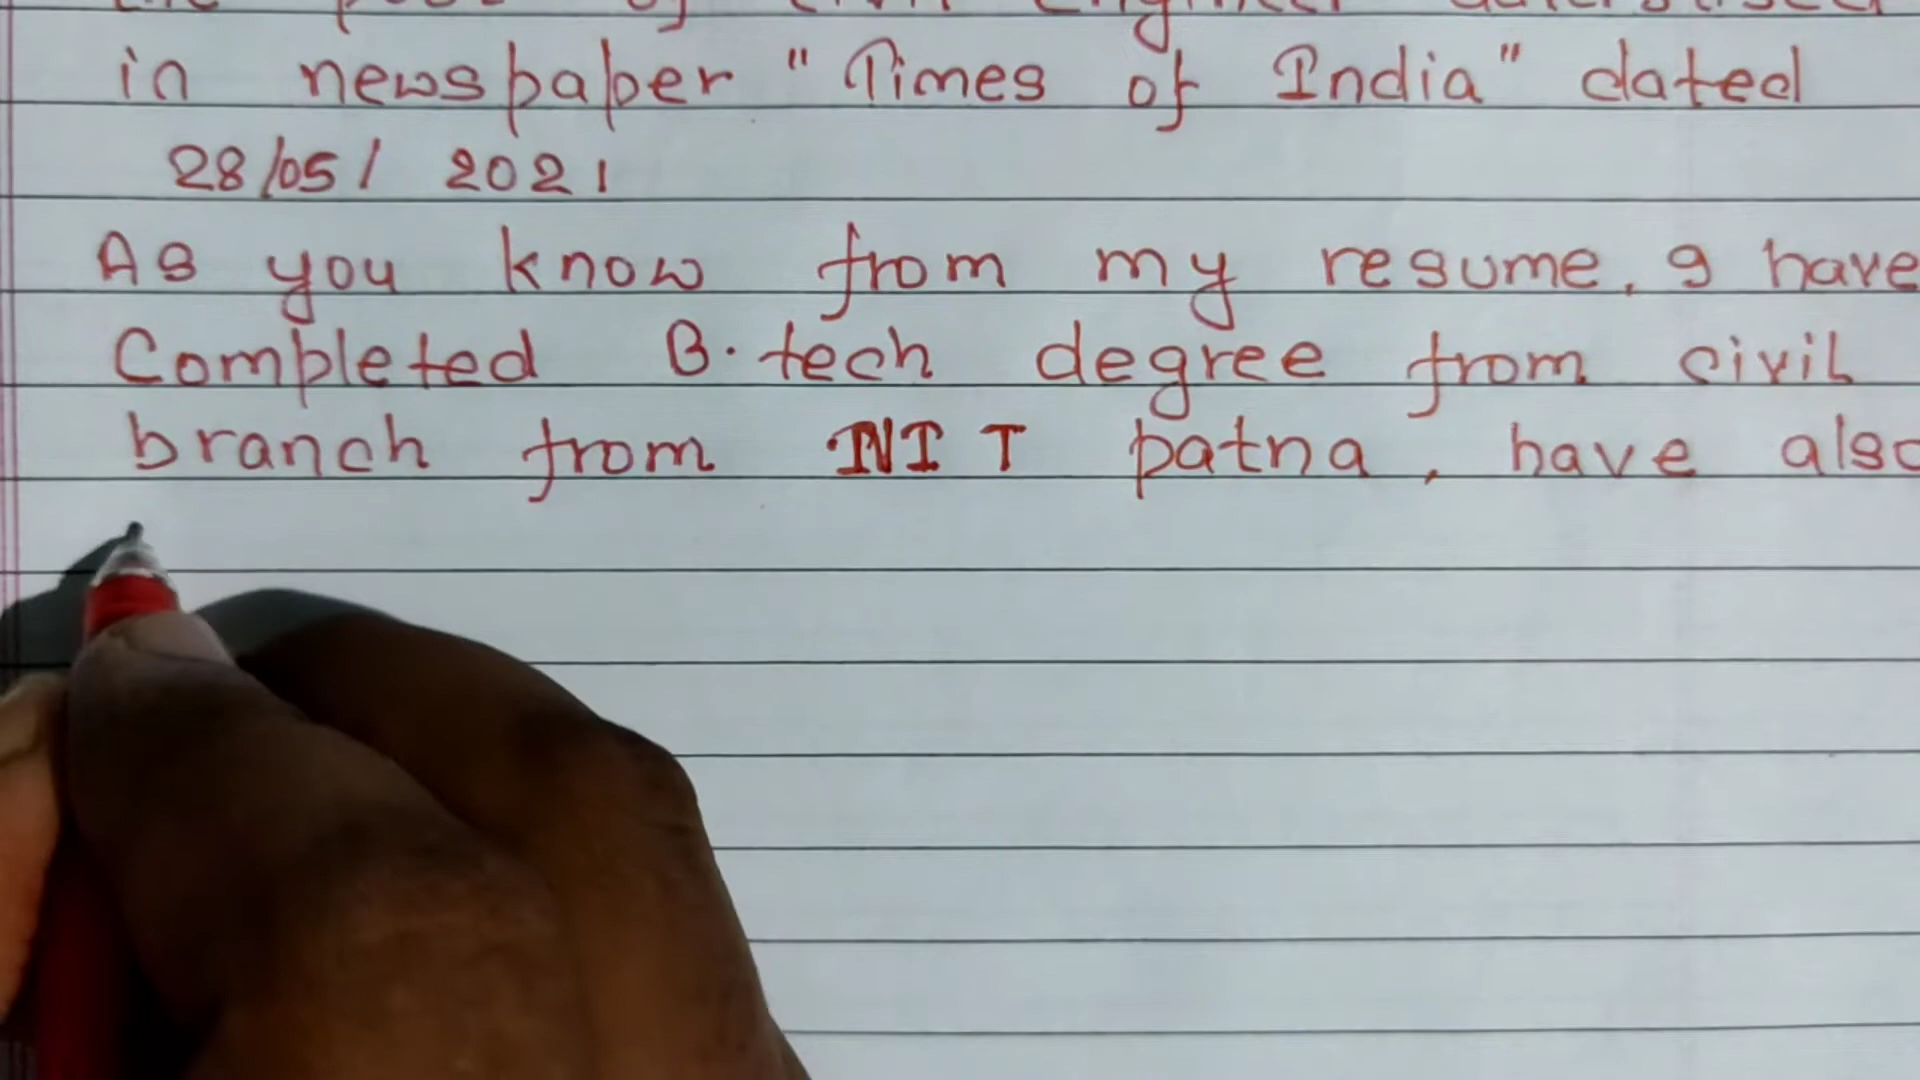 in newspaper "Times of India" dated
28/05/ 2021
As you know from my resume, I have
Completed B.tech degree from civil
branch from NIT patna, have also